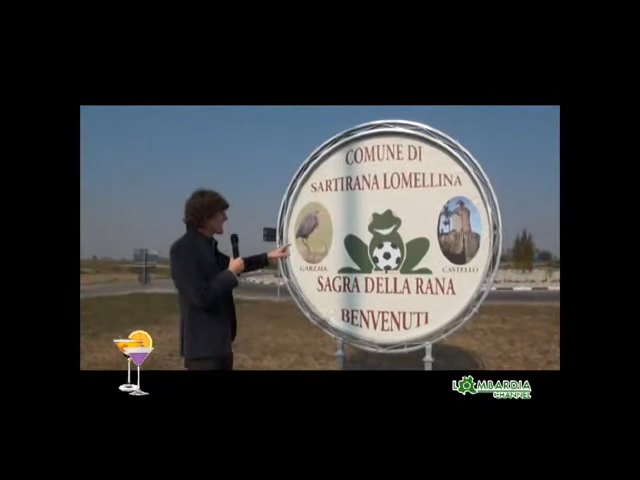 COMUNE DI
SARTIRANA LOMELLINA
GARZAIA
CASTELLO
SAGRA DELLA RANA
BENVENUTI
LOMBARDIA
CHANNEL